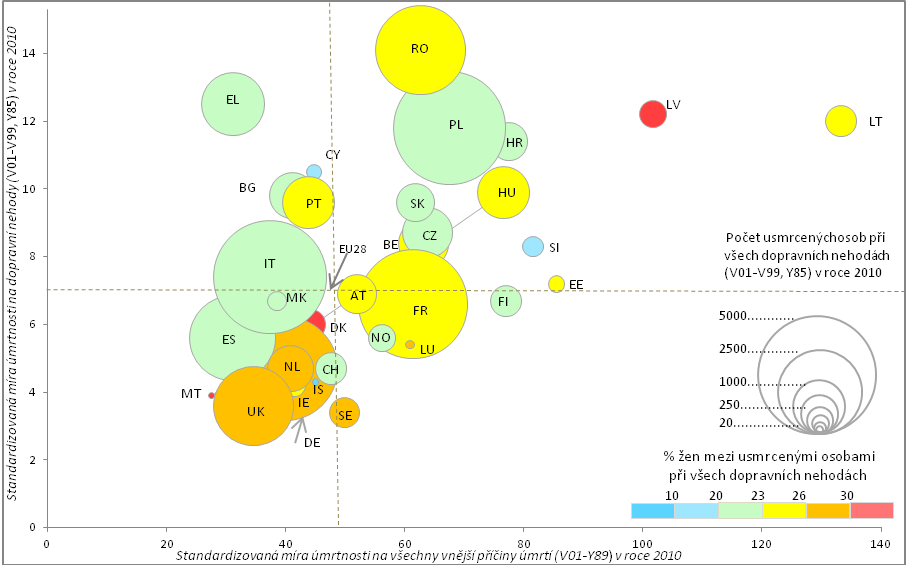 Standardizovaná míra úmrtnosti na dopravní nehody (V01-V99, Y85) v roce 2010
14
12
10
8
6
4
2
0
0 20 40 60 80 100 120 140
Standardizovaná míra úmrtnosti na všechny vnější příčiny úmrtí (V01-Y89) v roce 2010
RO
EL
PL
LV
LT
HR
CY
BG
PT
HU
SK
CZ
BE
SI
EU28
IT
EE
MK
AT
FI
FR
DK
ES
NO
LU
NL
CH
IS
MT
IE
UK
SE
DE
Počet usmrcenýchosob při
všech dopravních nehodách
(V01-V99, Y85) v roce 2010
5000..............
2500..............
1000..............
250..............
20..............
% žen mezi usmrcenými osobami
při všech dopravních nehodách
10 20 23 26 30